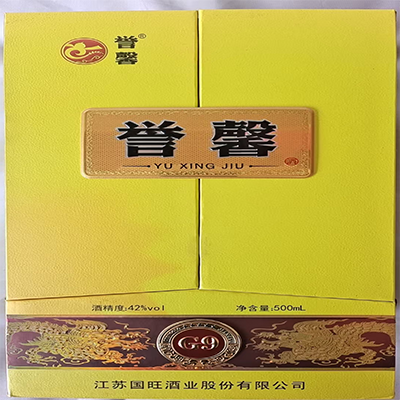 誉馨®
誉馨
YU XING JIU
酒精度:42%vol
净含量:500mL
G·9
江苏国旺酒业股份有限公司